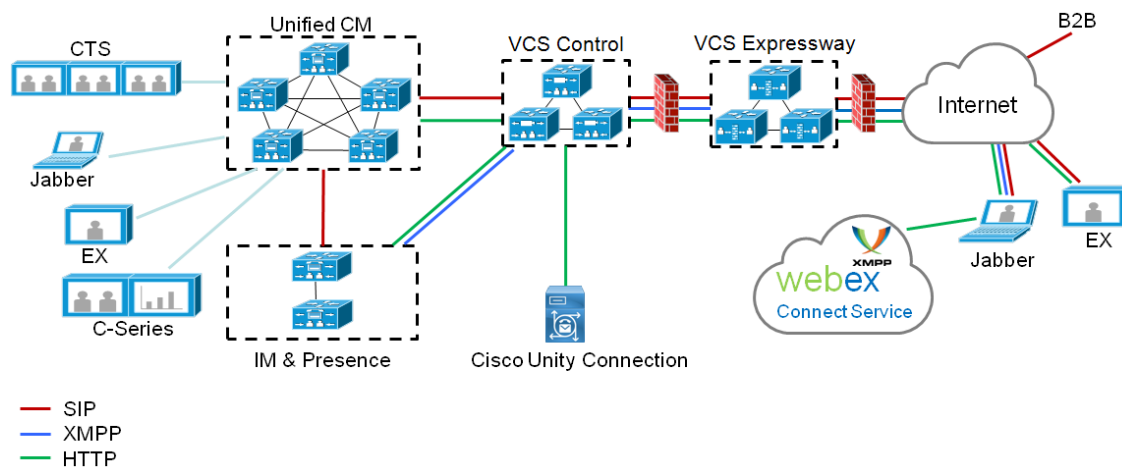 Unified CM
CTS
VCS Control
VCS Expressway
B2B
Internet
Jabber
EX
C-Series
IM & Presence
Cisco Unity Connection
XMPP
webex
Connect Service
Jabber
EX
SIP
XMPP
HTTP